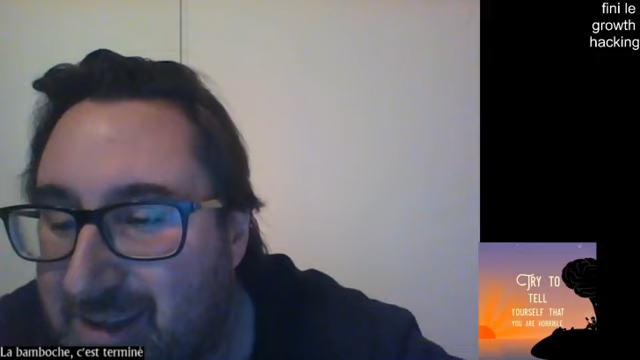 fini le
growth
hacking
TRY TO
TELL
YOURSELF THAT
YOU ARE HORRIBLE
La bamboche, c'est terminé